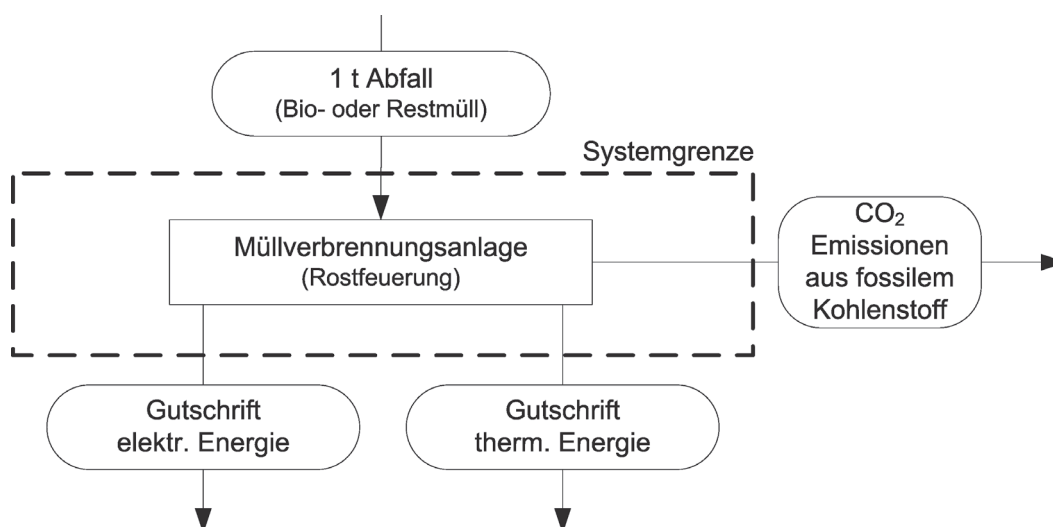 1 t Abfall
(Bio- oder Restmüll)
Systemgrenze
Müllverbrennungsanlage
(Rostfeuerung)
CO₂
Emissionen
aus fossilem
Kohlenstoff
Gutschrift
elektr. Energie
Gutschrift
therm. Energie